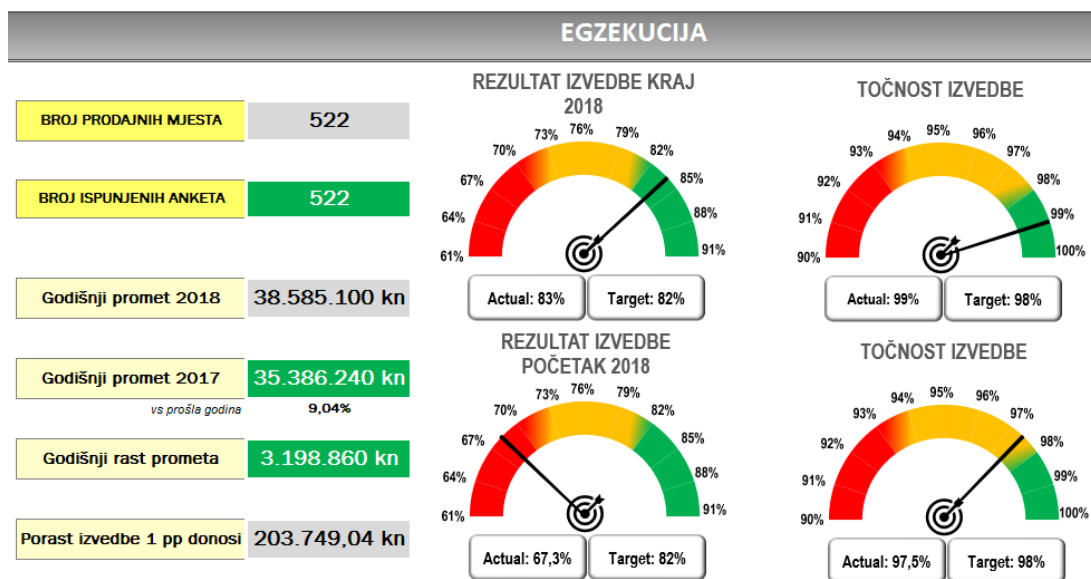 EGZEKUCIJA
BROJ PRODAJNIH MJESTA 522
BROJ ISPUNJENIH ANKETA 522
Godišnji promet 2018 38.585.100 kn
Godišnji promet 2017 35.386.240 kn
vs prošla godina 9,04%
Godišnji rast prometa 3.198.860 kn
Porast izvedbe 1 pp donosi 203.749,04 kn
REZULTAT IZVEDBE KRAJ
2018
61%
64%
67%
70%
73%
76%
79%
82%
85%
88%
91%
Actual: 83% Target: 82%
TOČNOST IZVEDBE
90%
91%
92%
93%
94%
95%
96%
97%
98%
99%
100%
Actual: 99% Target: 98%
REZULTAT IZVEDBE
POČETAK 2018
61%
64%
67%
70%
73%
76%
79%
82%
85%
88%
91%
Actual: 67,3% Target: 82%
TOČNOST IZVEDBE
90%
91%
92%
93%
94%
95%
96%
97%
98%
99%
100%
Actual: 97,5% Target: 98%